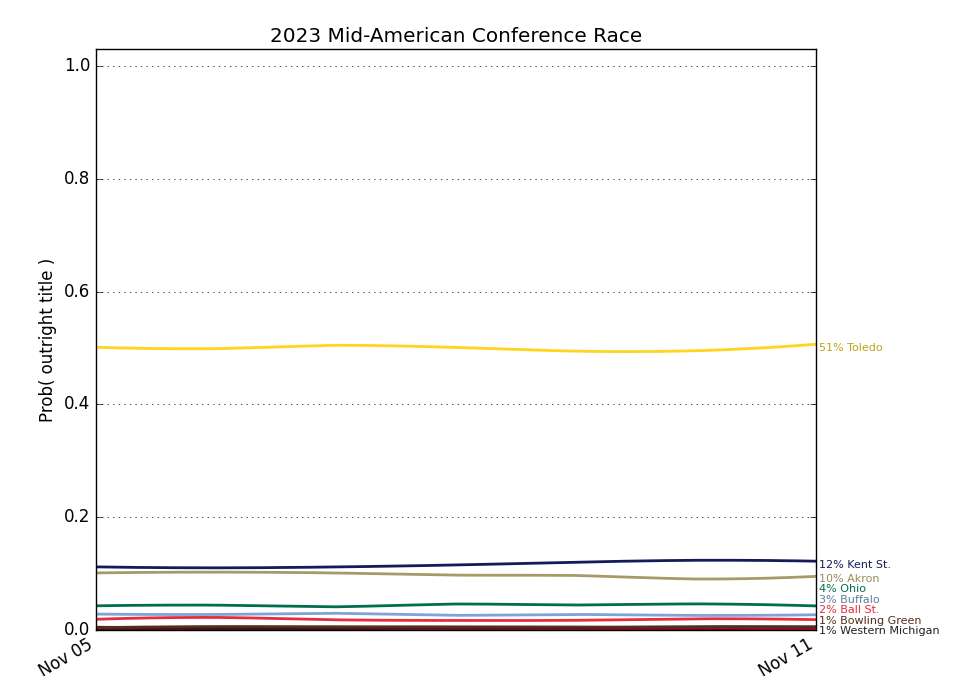 2023 Mid-American Conference Race
Prob( outright title )
1.0
0.8
0.6
0.4
0.2
0.0
Nov 05
Nov 11
51% Toledo
12% Kent St.
10% Akron
4% Ohio
3% Buffalo
2% Ball St.
1% Bowling Green
1% Western Michigan